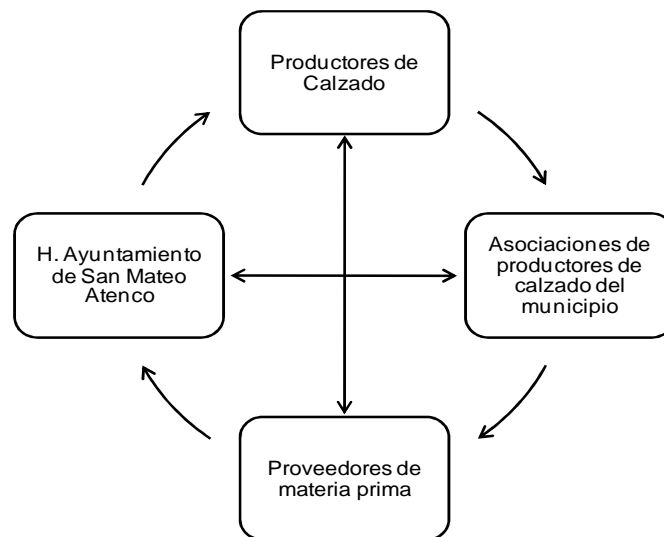 Productores de
Calzado
H. Ayuntamiento
de San Mateo
Atenco
Asociaciones de
productores de
calzado del
municipio
Proveedores de
materia prima